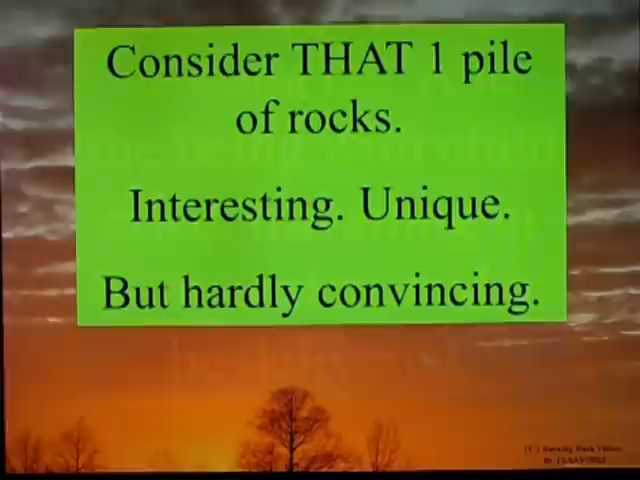 Consider THAT 1 pile
of rocks.
Interesting. Unique.
But hardly convincing.